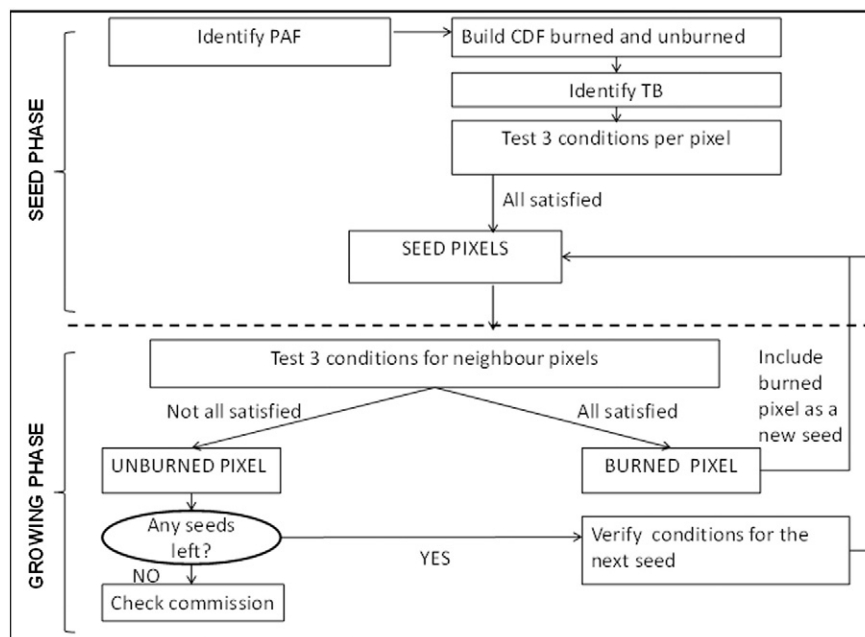 SEED PHASE
Identify PAF
Build CDF burned and unburned
Identify TB
Test 3 conditions per pixel
All satisfied
SEED PIXELS
GROWING PHASE
Test 3 conditions for neighbour pixels
Include
burned
pixel as a
new seed
Not all satisfied
All satisfied
UNBURNED PIXEL
BURNED PIXEL
Any seeds
left?
YES
Verify conditions for the
next seed
NO
Check commission